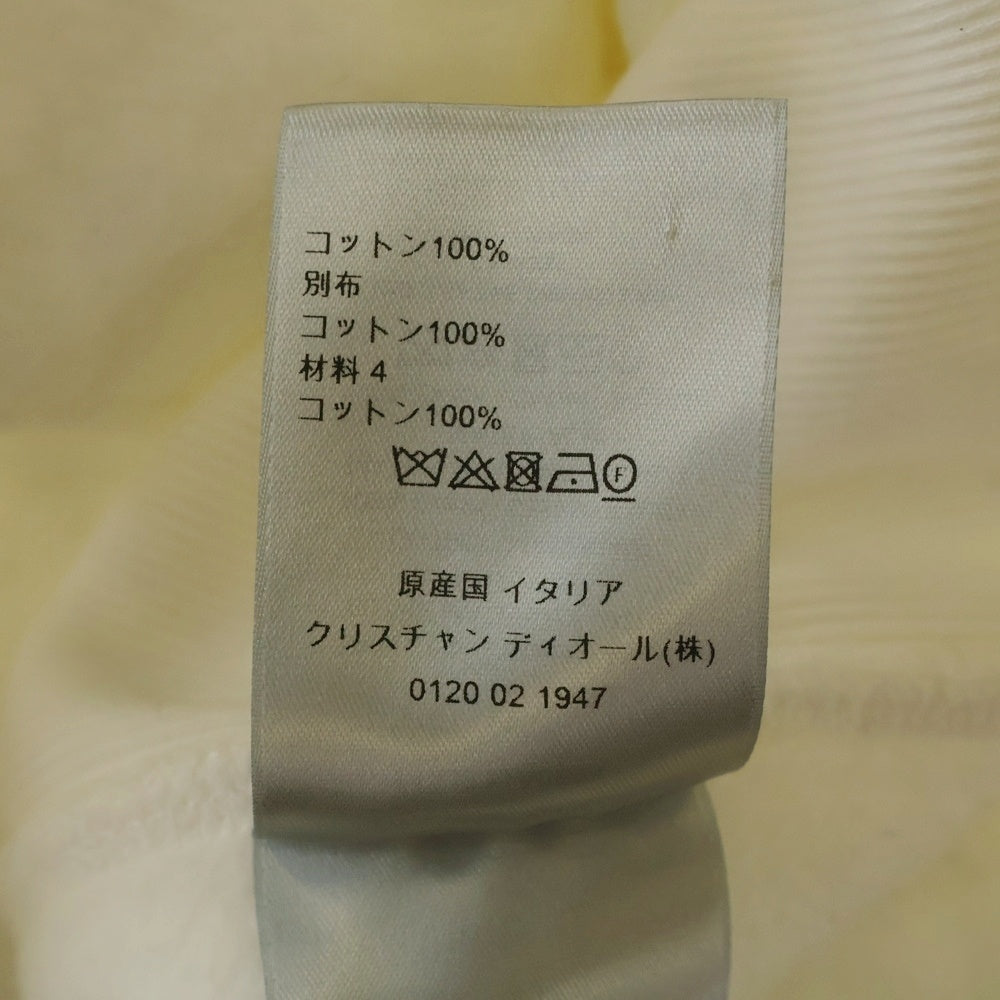 コットン100%
別布
コットン100%
材料 4
コットン100%
F
原産国 イタリア
クリスチャン ディオール(株)
0120 02 1947